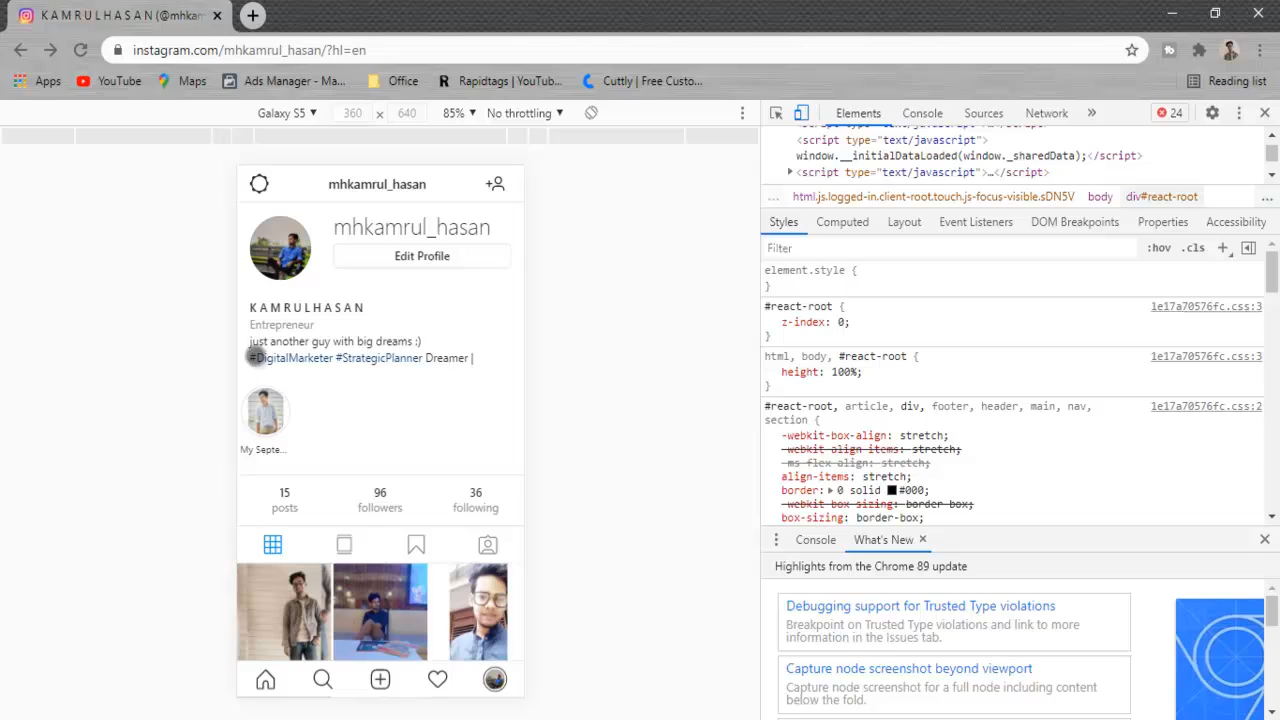 K A M R U L H A S A N (@mhkam
instagram.com/mhkamrul_hasan/?hl=en
Apps
YouTube
Maps
Ads Manager - Ma...
Office
Rapidtags | YouTub...
Cuttly | Free Custo...
Reading list
Galaxy S5
360 x 640
85%
No throttling
Elements
Console
Sources
Network
24
<script type="text/javascript">
window.__initialDataLoaded(window._sharedData);</script>
<script type="text/javascript">…</script>
... html.js.logged-in.client-root.touch.js-focus-visible.sDN5V body div#react-root ...
Styles
Computed
Layout
Event Listeners
DOM Breakpoints
Properties
Accessibility
Filter
:hov .cls
element.style {
}
#react-root { 1e17a70576fc.css:3
z-index: 0;
}
html, body, #react-root { 1e17a70576fc.css:3
height: 100%;
}
#react-root, article, div, footer, header, main, nav, 1e17a70576fc.css:2
section {
-webkit-box-align: stretch;
-webkit-align-items: stretch;
-ms-flex-align: stretch;
align-items: stretch;
border: 0 solid #000;
-webkit-box-sizing: border-box;
box-sizing: border-box;
Console
What's New
Highlights from the Chrome 89 update
Debugging support for Trusted Type violations
Breakpoint on Trusted Type violations and link to more
information in the Issues tab.
Capture node screenshot beyond viewport
Capture node screenshot for a full node including content
below the fold.
mhkamrul_hasan
mhkamrul_hasan
Edit Profile
K A M R U L H A S A N
Entrepreneur
just another guy with big dreams :)
#DigitalMarketer #StrategicPlanner Dreamer |
My Septe...
15
posts
96
followers
36
following